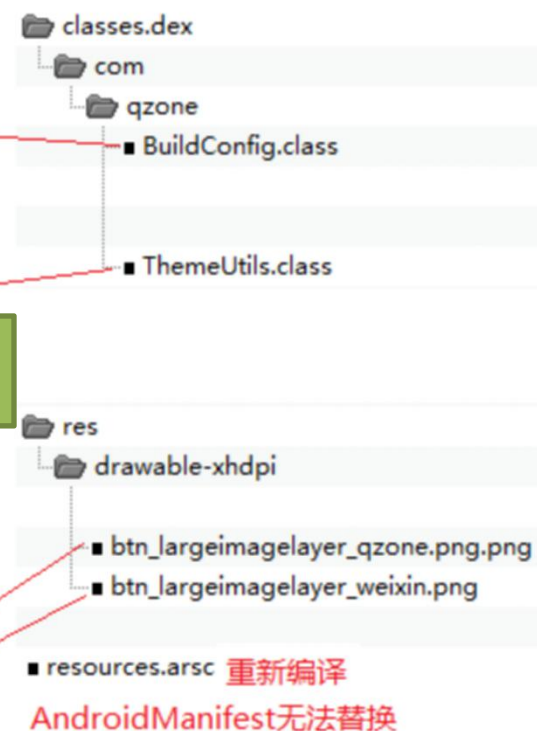 classes.dex
com
qzone
BuildConfig.class
ThemeUtils.class
res
drawable-xhdpi
btn_largeimagelayer_qzone.png.png
btn_largeimagelayer_weixin.png
resources.arsc 重新编译
AndroidManifest无法替换